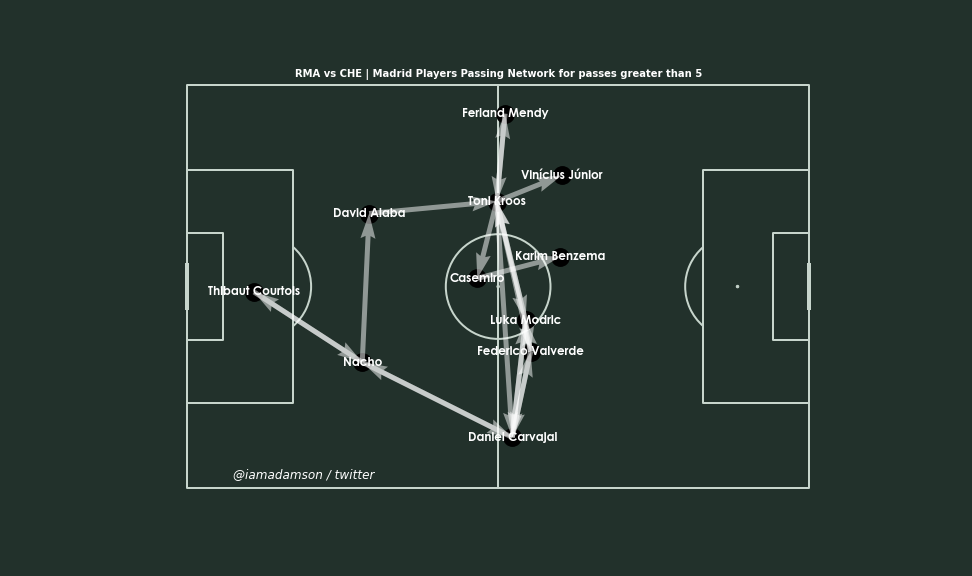 RMA vs CHE | Madrid Players Passing Network for passes greater than 5
Ferland Mendy
Vinícius Júnior
Toni Kroos
David Alaba
Karim Benzema
Casemiro
Thibaut Courtois
Luka Modric
Federico Valverde
Nacho
Daniel Carvajal
@iamadamson / twitter